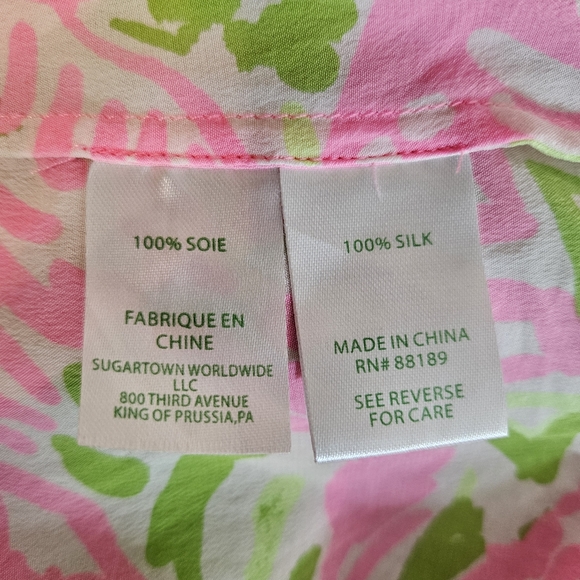 100% SOIE
FABRIQUE EN
CHINE
SUGARTOWN WORLDWIDE
LLC
800 THIRD AVENUE
KING OF PRUSSIA,PA
100% SILK
MADE IN CHINA
RN# 88189
SEE REVERSE
FOR CARE